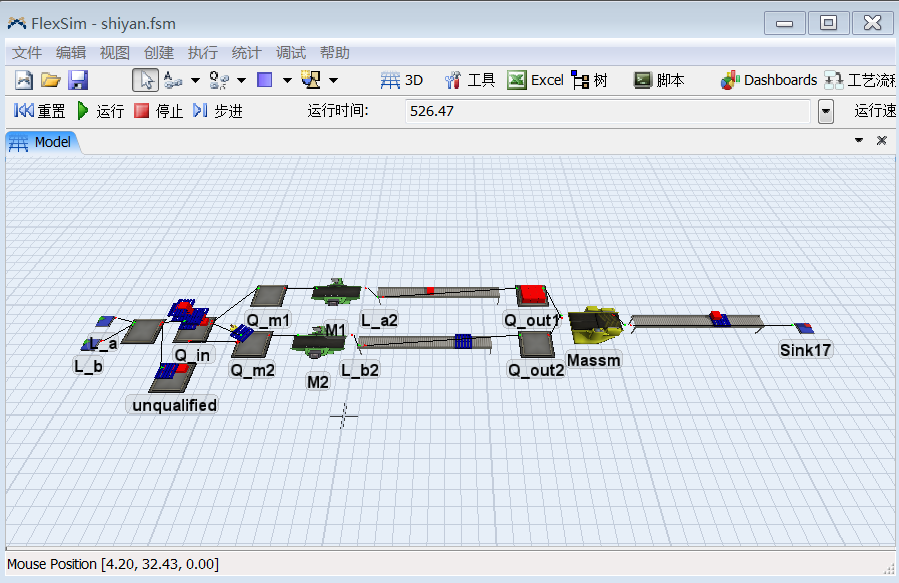 FlexSim - shiyan.fsm
文件 编辑 视图 创建 执行 统计 调试 帮助
3D 工具 Excel 树 脚本 Dashboards 工艺流程
重置 运行 停止 步进 运行时间: 526.47 运行速
Model
Q_m1 M1 L_a2 Q_out1
L_a Q_in Q_m2 L_b2 Q_out2 Massm Sink17
L_b M2
unqualified
Mouse Position [4.20, 32.43, 0.00]